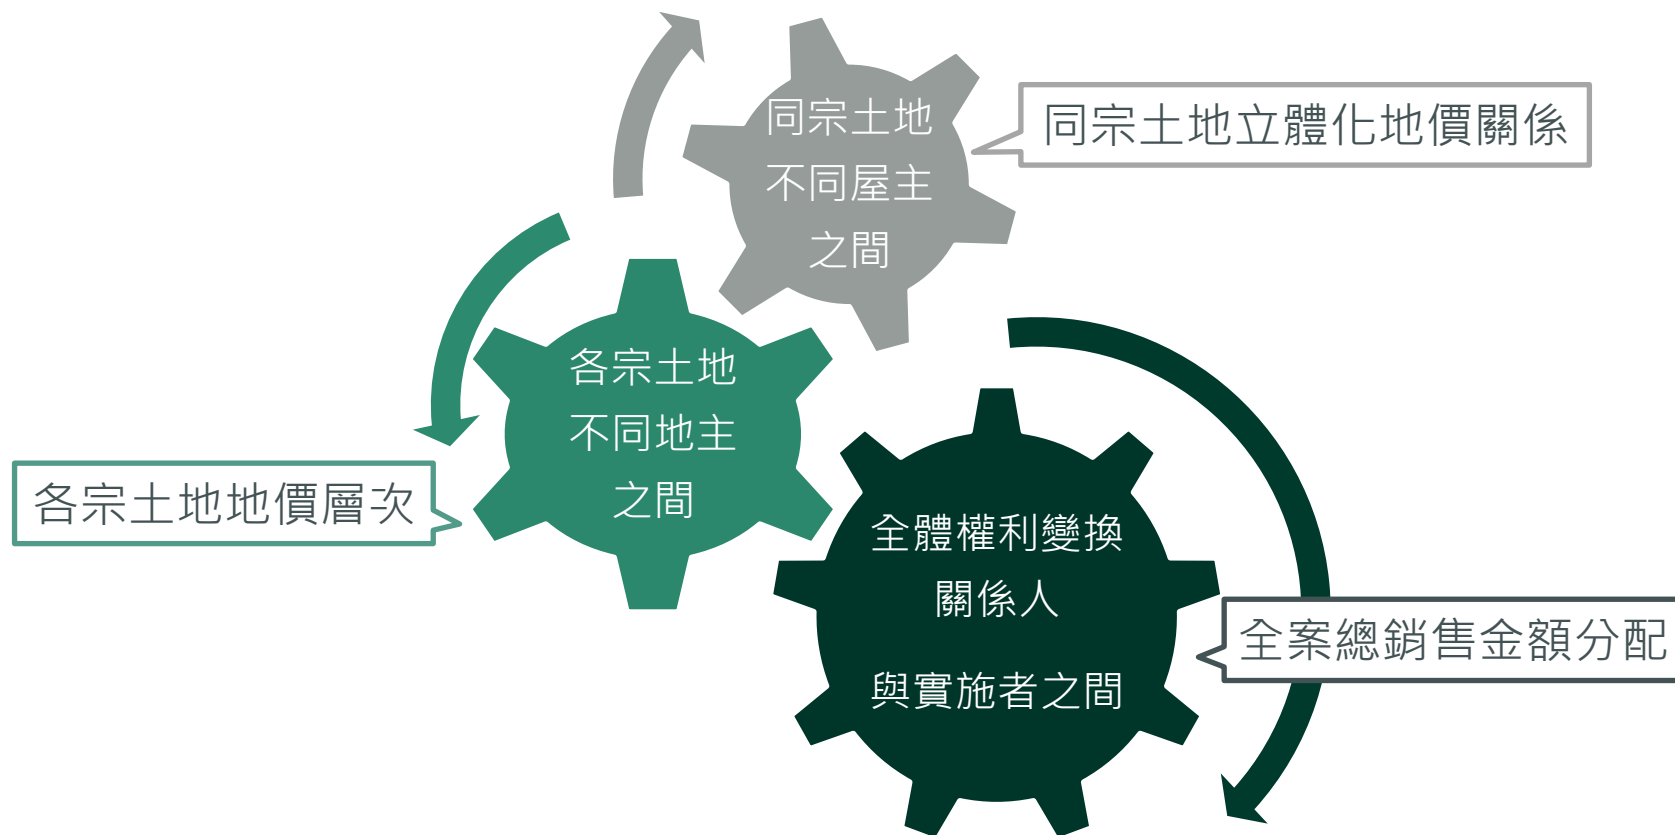 同宗土地
不同屋主
之間
同宗土地立體化地價關係
各宗土地
不同地主
之間
各宗土地地價層次
全體權利變換
關係人
與實施者之間
全案總銷售金額分配